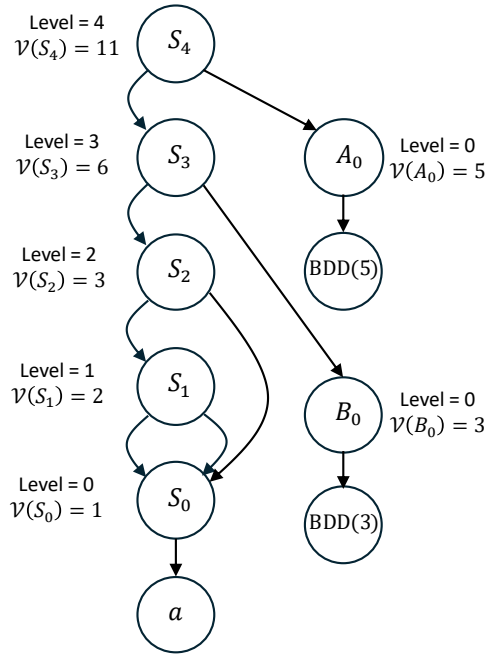 Level = 4
𝒱(S₄) = 11
S₄
Level = 3
𝒱(S₃) = 6
S₃
A₀
Level = 0
𝒱(A₀) = 5
Level = 2
𝒱(S₂) = 3
S₂
BDD(5)
Level = 1
𝒱(S₁) = 2
S₁
B₀
Level = 0
𝒱(B₀) = 3
Level = 0
𝒱(S₀) = 1
S₀
BDD(3)
a